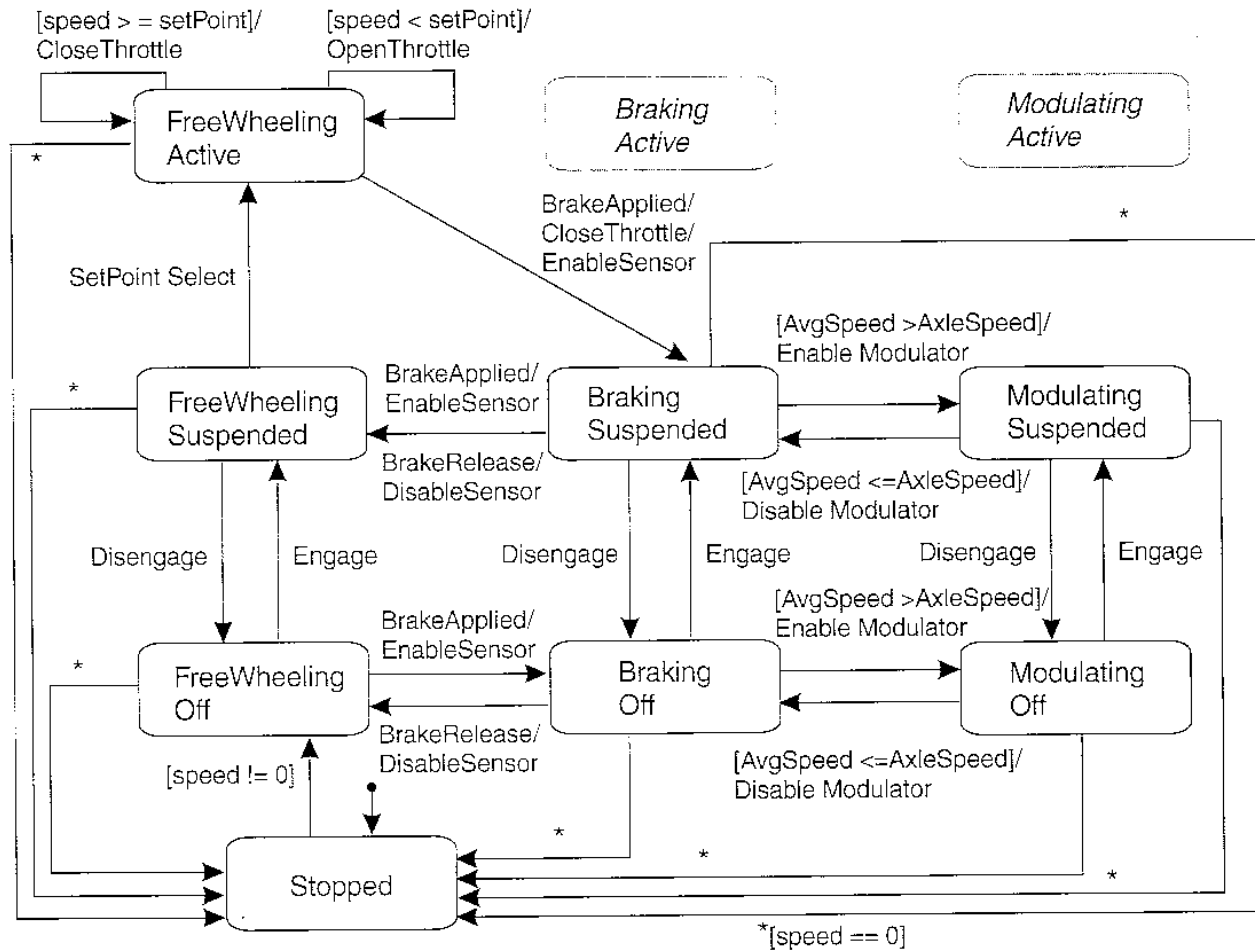 [speed > = setPoint]/
CloseThrottle
[speed < setPoint]/
OpenThrottle
FreeWheeling
Active
Braking
Active
Modulating
Active
*
*
BrakeApplied/
CloseThrottle/
EnableSensor
SetPoint Select
[AvgSpeed >AxleSpeed]/
Enable Modulator
*
BrakeApplied/
EnableSensor
FreeWheeling
Suspended
Braking
Suspended
Modulating
Suspended
BrakeRelease/
DisableSensor
[AvgSpeed <=AxleSpeed]/
Disable Modulator
Disengage
Engage
Disengage
Engage
Disengage
Engage
[AvgSpeed >AxleSpeed]/
Enable Modulator
BrakeApplied/
EnableSensor
*
FreeWheeling
Off
Braking
Off
Modulating
Off
BrakeRelease/
DisableSensor
[speed != 0]
[AvgSpeed <=AxleSpeed]/
Disable Modulator
*
*
*
Stopped
*[speed == 0]